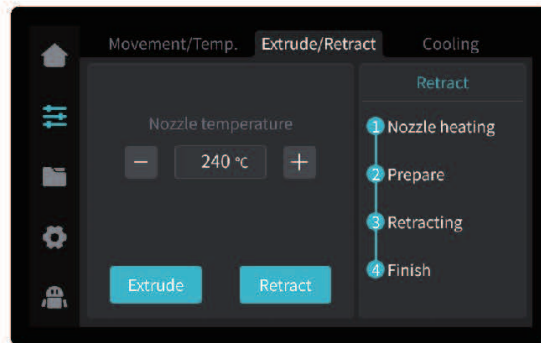 Movement/Temp. Extrude/Retract Cooling
Nozzle temperature
− 240 °C +
Extrude Retract
Retract
1 Nozzle heating
2 Prepare
3 Retracting
4 Finish